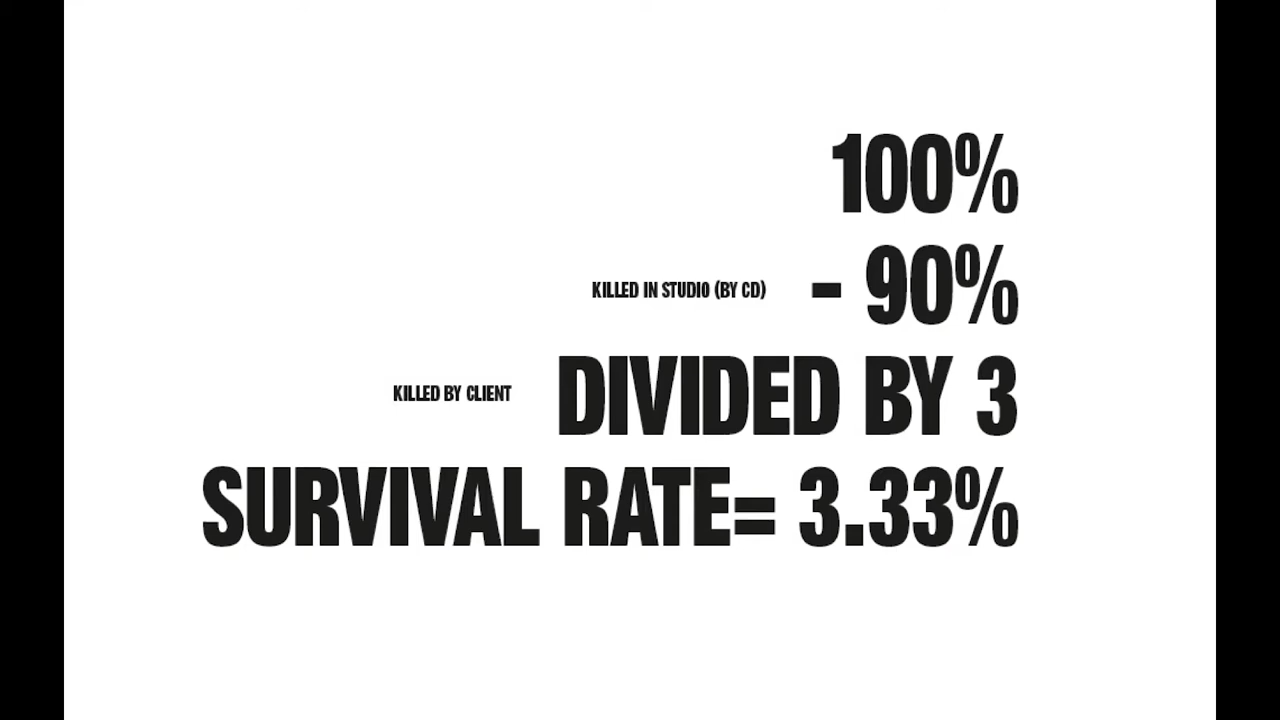 100%
KILLED IN STUDIO (BY CD) - 90%
KILLED BY CLIENT DIVIDED BY 3
SURVIVAL RATE= 3.33%